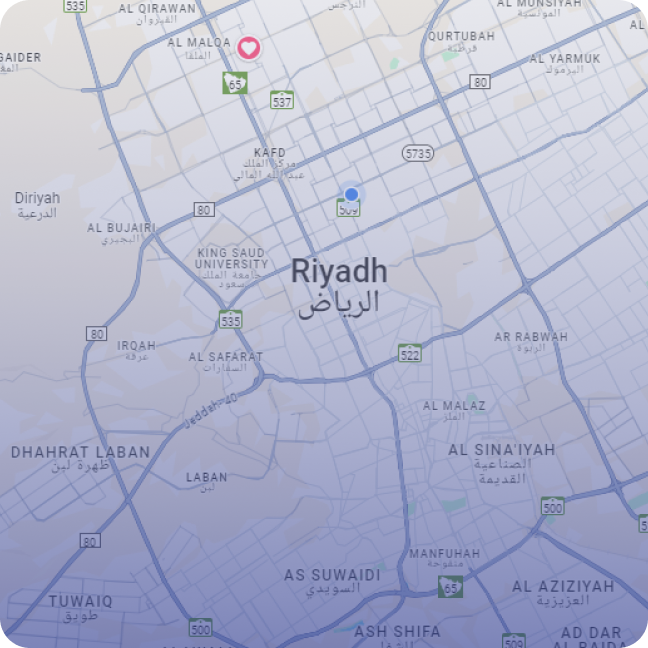 535
AL QIRAWAN
القيروان
النرجس
AL MUNSIYAH
المونسية
AL MALQA
الملقا
QURTUBAH
قرطبة
AL YARMUK
اليرموك
80
65
537
KAFD
مركز الملك
عبد الله المالي
5735
Diriyah
الدرعية
80
509
AL BUJAIRI
البجيري
KING SAUD
UNIVERSITY
جامعة الملك
سعود
Riyadh
الرياض
535
80
IRQAH
عرقة
AL SAFARAT
السفارات
522
AR RABWAH
الربوة
Jeddah 40
AL MALAZ
الملز
DHAHRAT LABAN
ظهرة لبن
AL SINA'IYAH
الصناعية
القديمة
LABAN
لبن
500
80
MANFUHAH
منفوحة
AS SUWAIDI
السويدي
65
AL AZIZIYAH
العزيزية
TUWAIQ
طويق
500
ASH SHIFA
509
AD DAR
AL BAIDA